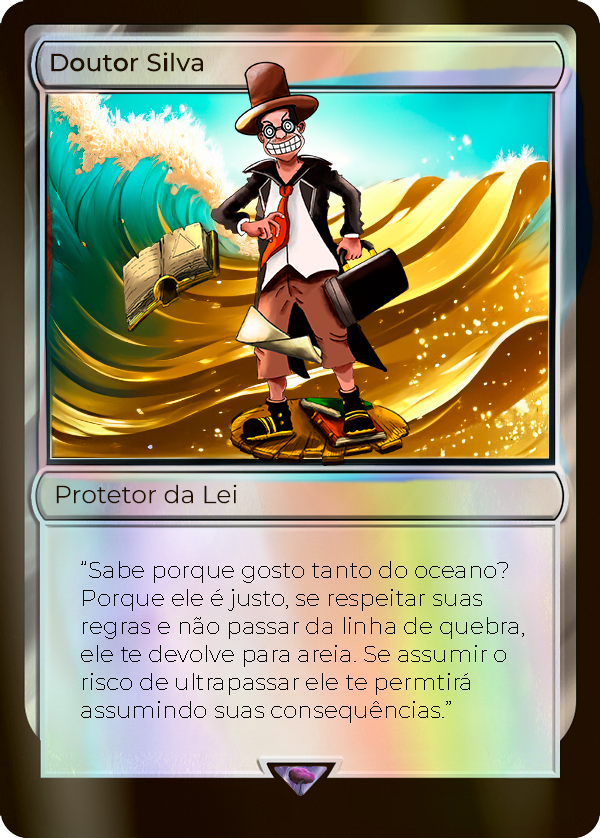 Doutor Silva
Protetor da Lei
“Sabe porque gosto tanto do oceano?
Porque ele é justo, se respeitar suas
regras e não passar da linha de quebra,
ele te devolve para areia. Se assumir o
risco de ultrapassar ele te permtirá
assumindo suas consequências.”